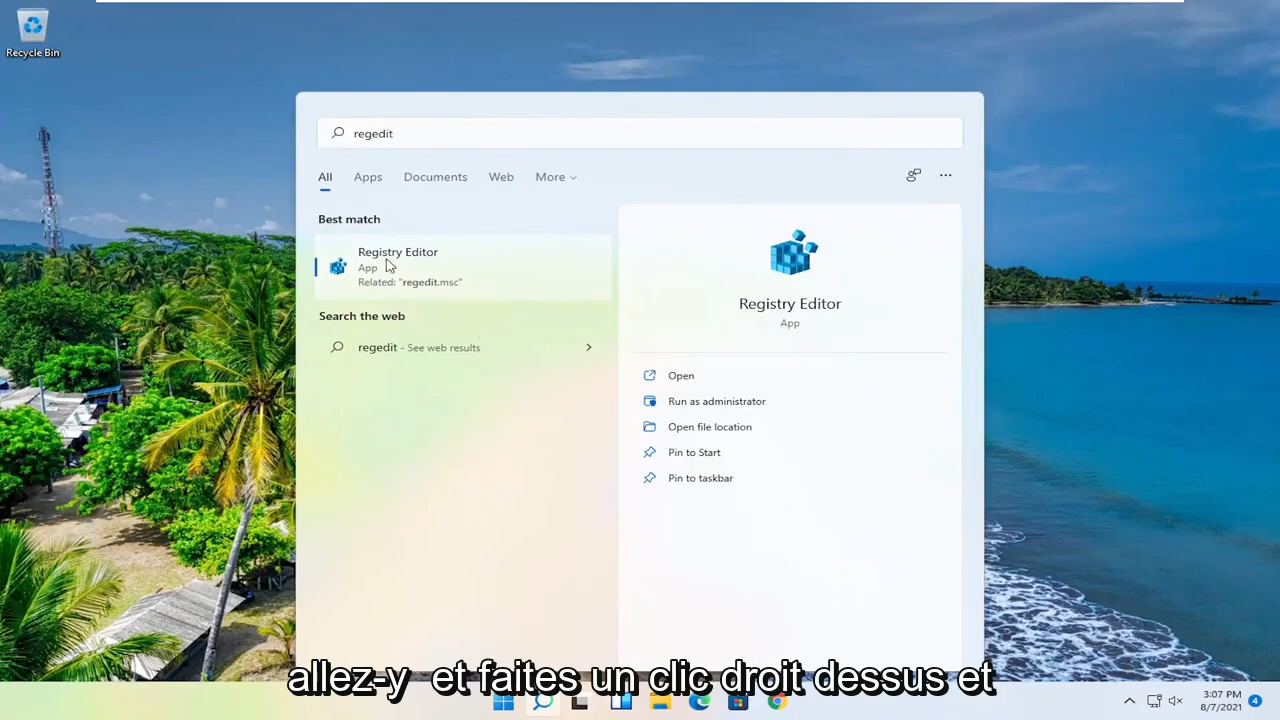 Recycle Bin
regedit
All Apps Documents Web More
Best match
Registry Editor
App
Related: "regedit.msc"
Search the web
regedit - See web results
Registry Editor
App
Open
Run as administrator
Open file location
Pin to Start
Pin to taskbar
allez-y et faites un clic droit dessus et
3:07 PM
8/7/2021
4